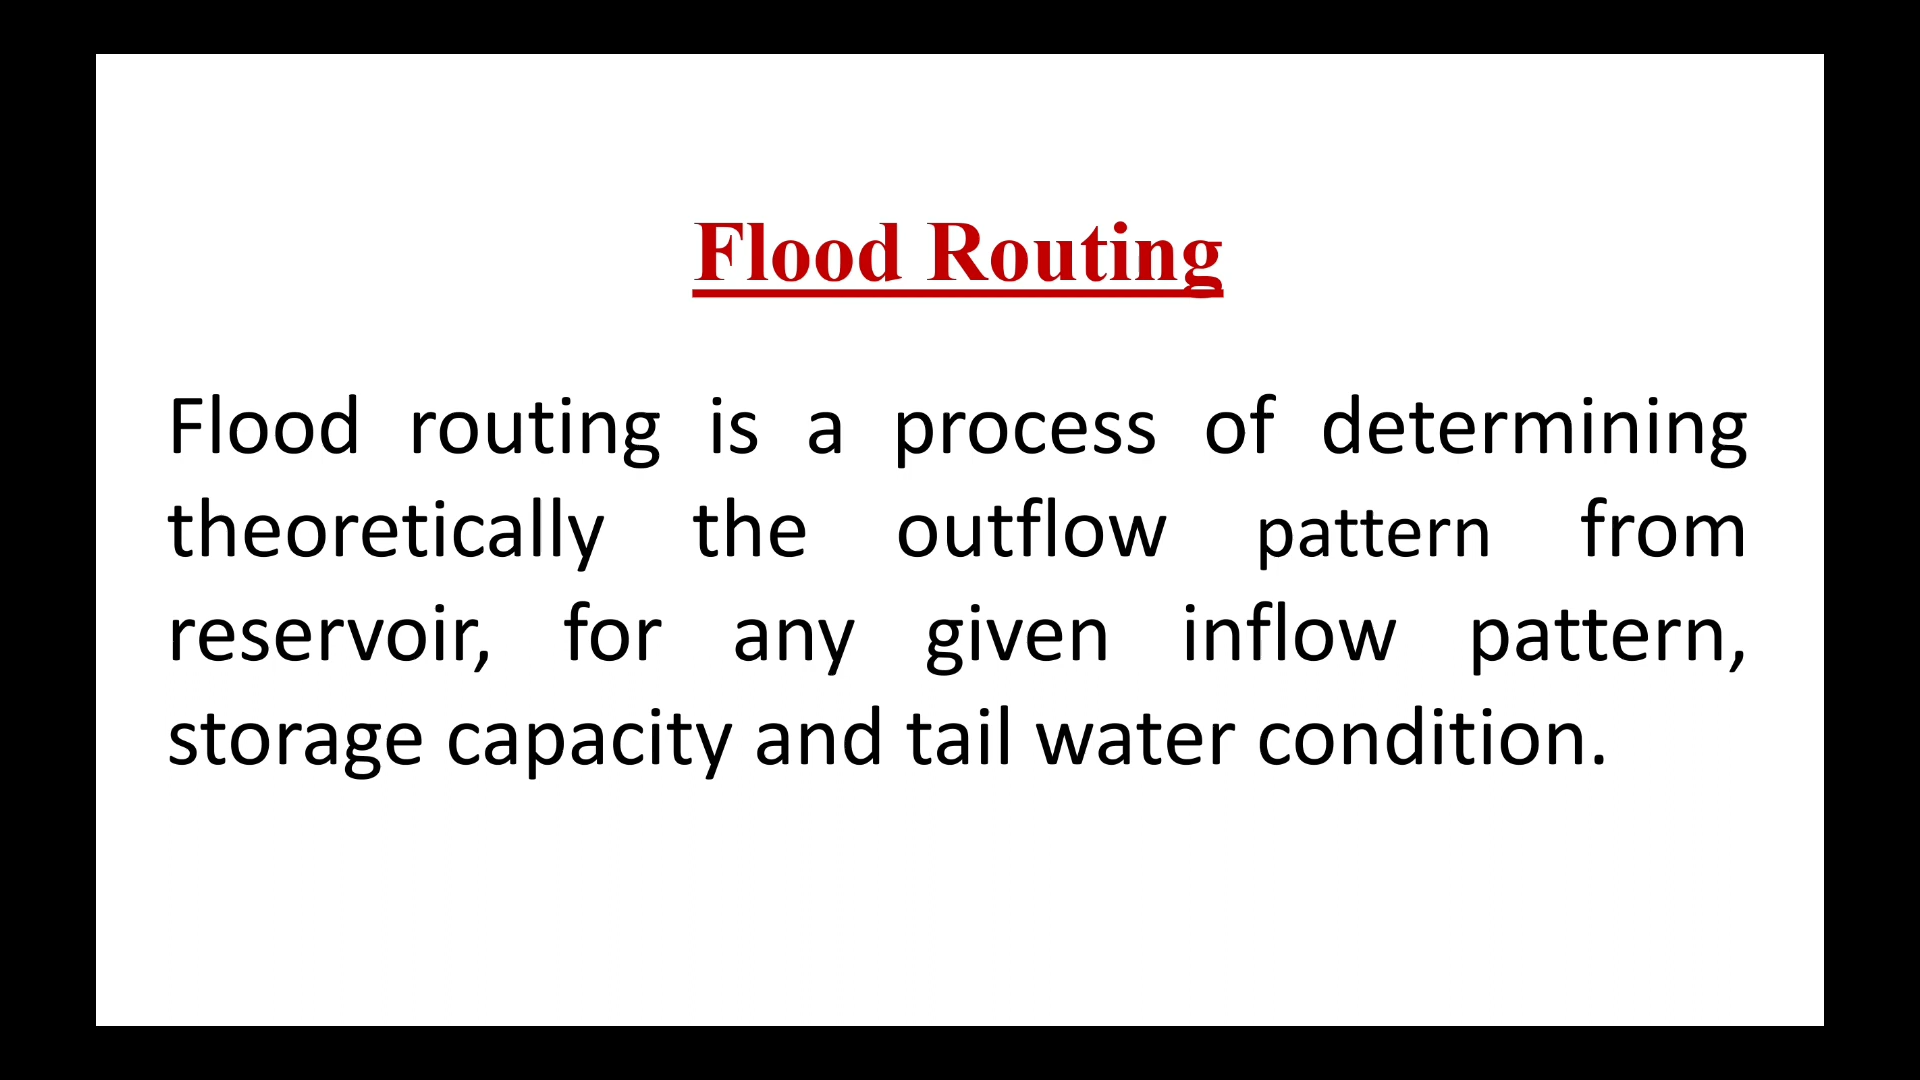 Flood Routing
Flood routing is a process of determining
theoretically the outflow pattern from
reservoir, for any given inflow pattern,
storage capacity and tail water condition.